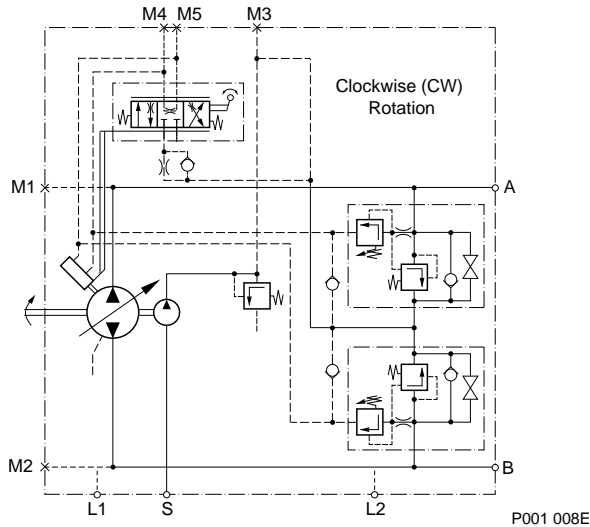 M4 M5 M3
Clockwise (CW)
Rotation
M1 A
M2 B
L1 S L2
P001 008E